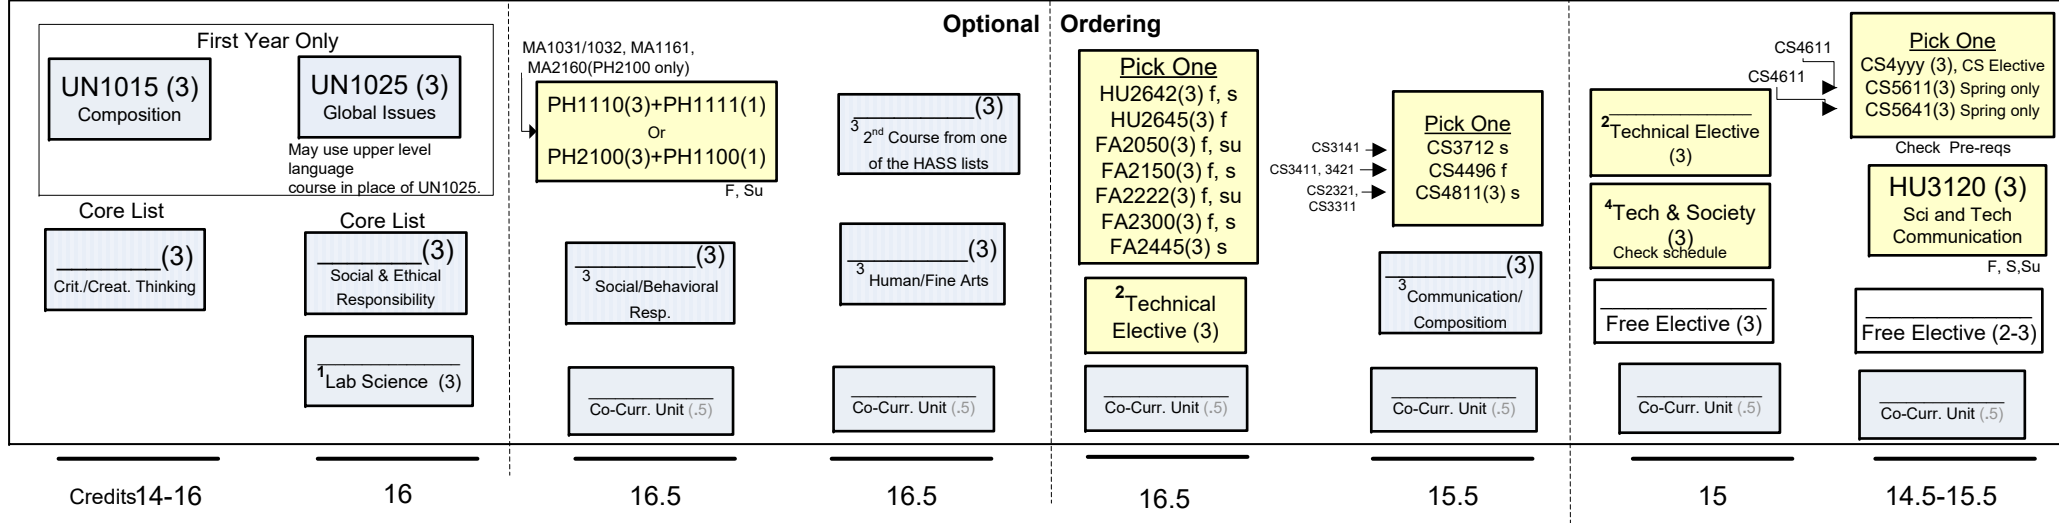 Optional Ordering
First Year Only
UN1015 (3)
Composition
UN1025 (3)
Global Issues
May use upper level
language
course in place of UN1025.
Core List
(3)
Crit./Creat. Thinking
Core List
(3)
Social & Ethical
Responsibility
1Lab Science (3)
MA1031/1032, MA1161,
MA2160(PH2100 only)
PH1110(3)+PH1111(1)
Or
PH2100(3)+PH1100(1)
F, Su
(3)
3 Social/Behavioral
Resp.
Co-Curr. Unit (.5)
(3)
3 2nd Course from one
of the HASS lists
(3)
3 Human/Fine Arts
Co-Curr. Unit (.5)
Pick One
HU2642(3) f, s
HU2645(3) f
FA2050(3) f, su
FA2150(3) f, s
FA2222(3) f, su
FA2300(3) f, s
FA2445(3) s
2Technical
Elective (3)
Co-Curr. Unit (.5)
CS3141
CS3411, 3421
CS2321,
CS3311
Pick One
CS3712 s
CS4496 f
CS4811(3) s
(3)
3Communication/
Compositiom
Co-Curr. Unit (.5)
2Technical Elective
(3)
4Tech & Society
(3)
Check schedule
Free Elective (3)
Co-Curr. Unit (.5)
CS4611
CS4611
Pick One
CS4yyy (3), CS Elective
CS5611(3) Spring only
CS5641(3) Spring only
Check Pre-reqs
HU3120 (3)
Sci and Tech
Communication
F, S,Su
Free Elective (2-3)
Co-Curr. Unit (.5)
Credits14-16 16 16.5 16.5 16.5 15.5 15 14.5-15.5